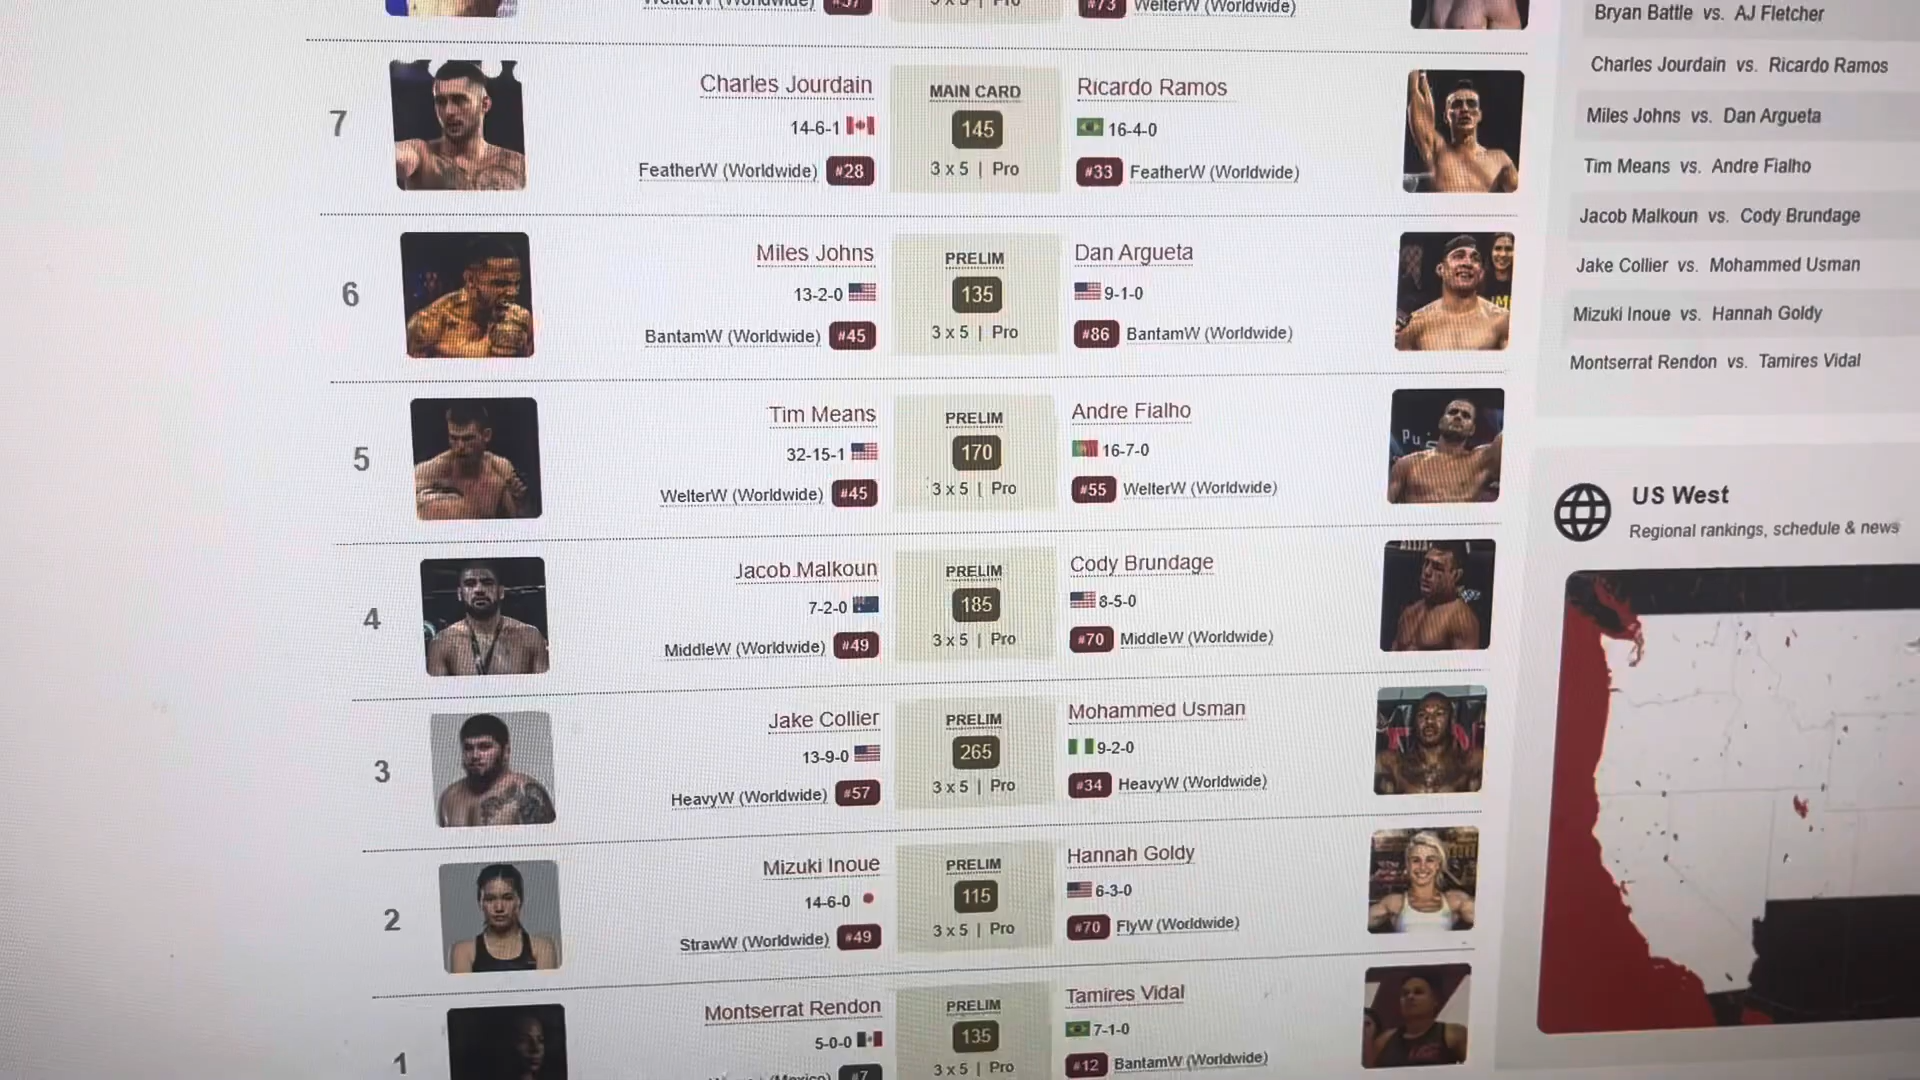 WelterW (Worldwide) #37
3 x 5 | Pro
#73 WelterW (Worldwide)
7
Charles Jourdain
14-6-1
FeatherW (Worldwide) #28
MAIN CARD
145
3 x 5 | Pro
Ricardo Ramos
16-4-0
#33 FeatherW (Worldwide)
6
Miles Johns
13-2-0
BantamW (Worldwide) #45
PRELIM
135
3 x 5 | Pro
Dan Argueta
9-1-0
#86 BantamW (Worldwide)
5
Tim Means
32-15-1
WelterW (Worldwide) #45
PRELIM
170
3 x 5 | Pro
Andre Fialho
16-7-0
#55 WelterW (Worldwide)
4
Jacob Malkoun
7-2-0
MiddleW (Worldwide) #49
PRELIM
185
3 x 5 | Pro
Cody Brundage
8-5-0
#70 MiddleW (Worldwide)
3
Jake Collier
13-9-0
HeavyW (Worldwide) #57
PRELIM
265
3 x 5 | Pro
Mohammed Usman
9-2-0
#34 HeavyW (Worldwide)
2
Mizuki Inoue
14-6-0
StrawW (Worldwide) #49
PRELIM
115
3 x 5 | Pro
Hannah Goldy
6-3-0
#70 FlyW (Worldwide)
1
Montserrat Rendon
5-0-0
(Mexico) #7
PRELIM
135
3 x 5 | Pro
Tamires Vidal
7-1-0
#12 BantamW (Worldwide)
Bryan Battle vs. AJ Fletcher
Charles Jourdain vs. Ricardo Ramos
Miles Johns vs. Dan Argueta
Tim Means vs. Andre Fialho
Jacob Malkoun vs. Cody Brundage
Jake Collier vs. Mohammed Usman
Mizuki Inoue vs. Hannah Goldy
Montserrat Rendon vs. Tamires Vidal
US West
Regional rankings, schedule & news